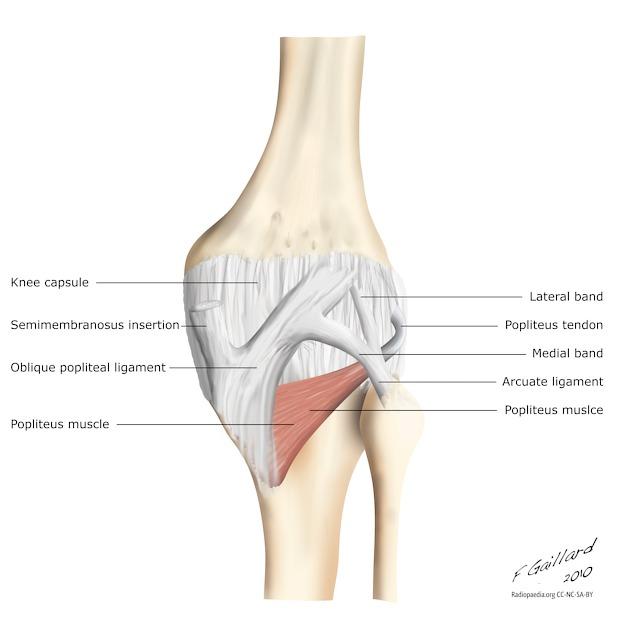 Knee capsule
Semimembranosus insertion
Oblique popliteal ligament
Popliteus muscle
Lateral band
Popliteus tendon
Medial band
Arcuate ligament
Popliteus muslce
F Gaillard
2010
Radiopaedia.org CC-NC-SA-BY